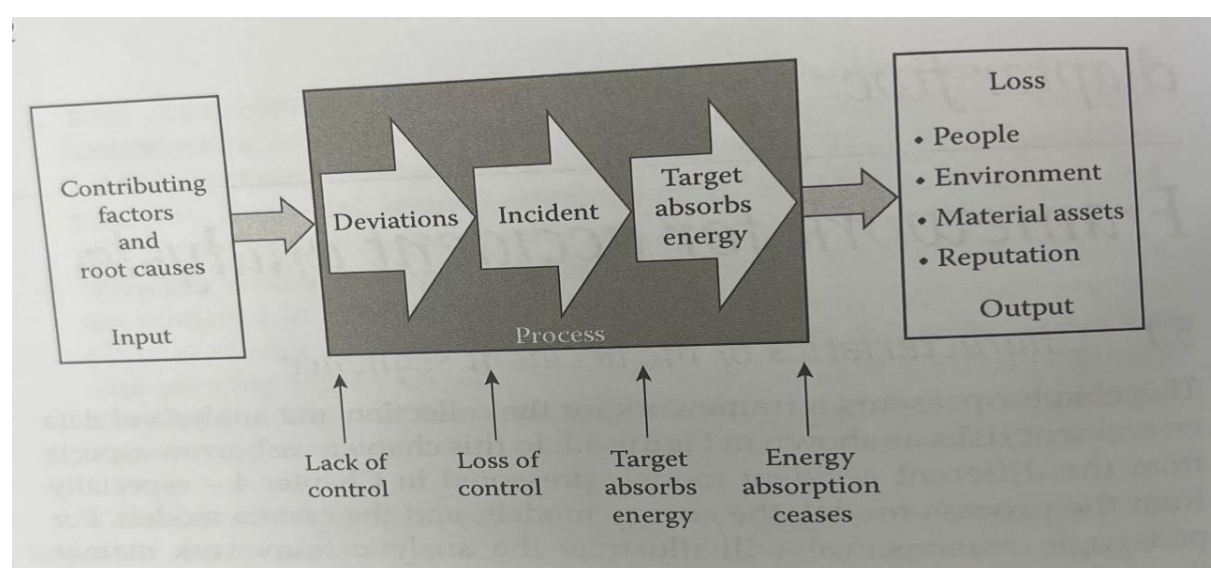 Contributing
factors
and
root causes
Input
Deviations
Incident
Target
absorbs
energy
Process
Loss
• People
• Environment
• Material assets
• Reputation
Output
Lack of
control
Loss of
control
Target
absorbs
energy
Energy
absorption
ceases